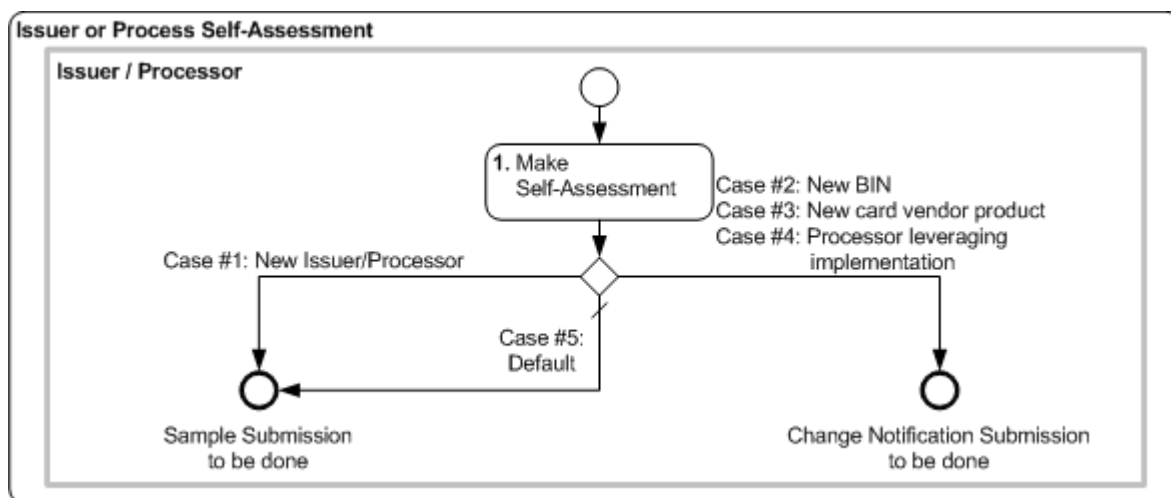 Issuer or Process Self-Assessment
Issuer / Processor
1. Make
Self-Assessment
Case #2: New BIN
Case #3: New card vendor product
Case #4: Processor leveraging
implementation
Case #1: New Issuer/Processor
Case #5:
Default
Sample Submission
to be done
Change Notification Submission
to be done